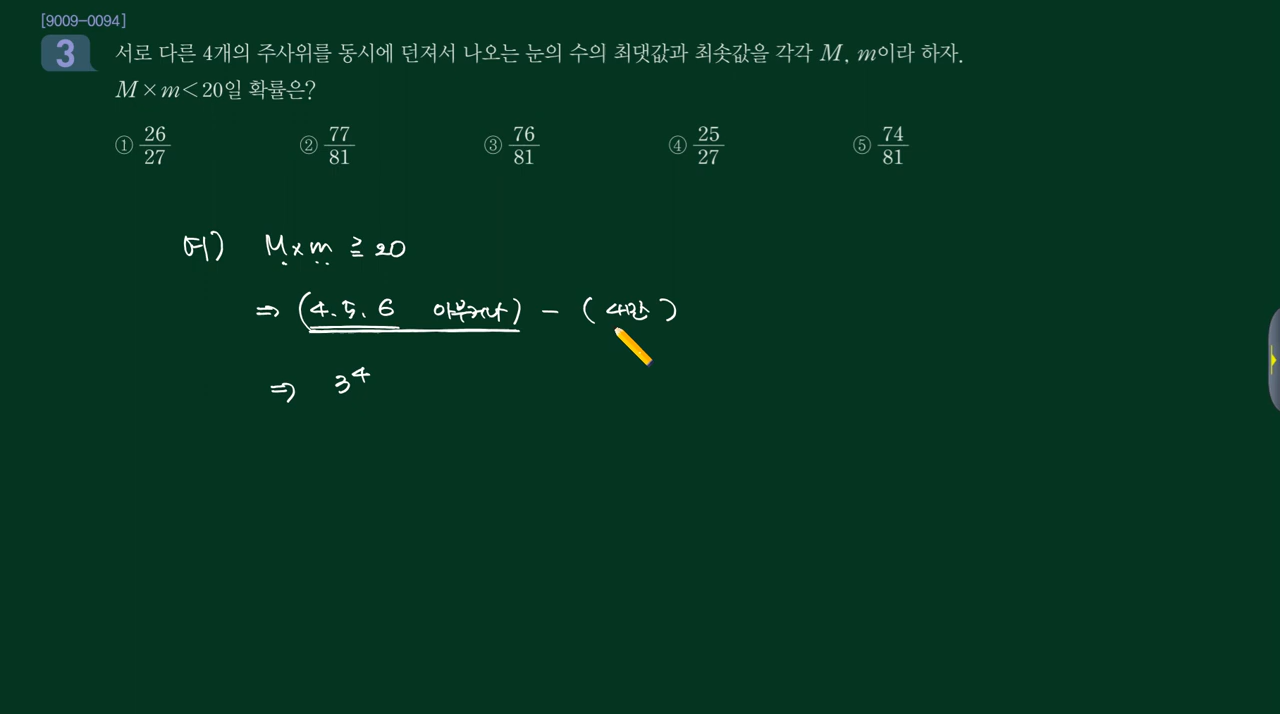 [9009-0094]
3 서로 다른 4개의 주사위를 동시에 던져서 나오는 눈의 수의 최댓값과 최솟값을 각각 M, m이라 하자.
M×m<20일 확률은?
① 26/27 ② 77/81 ③ 76/81 ④ 25/27 ⑤ 74/81
여) M×m ≧ 20
⇒ (4, 5, 6 아무거나) - (4만)
⇒ 3⁴